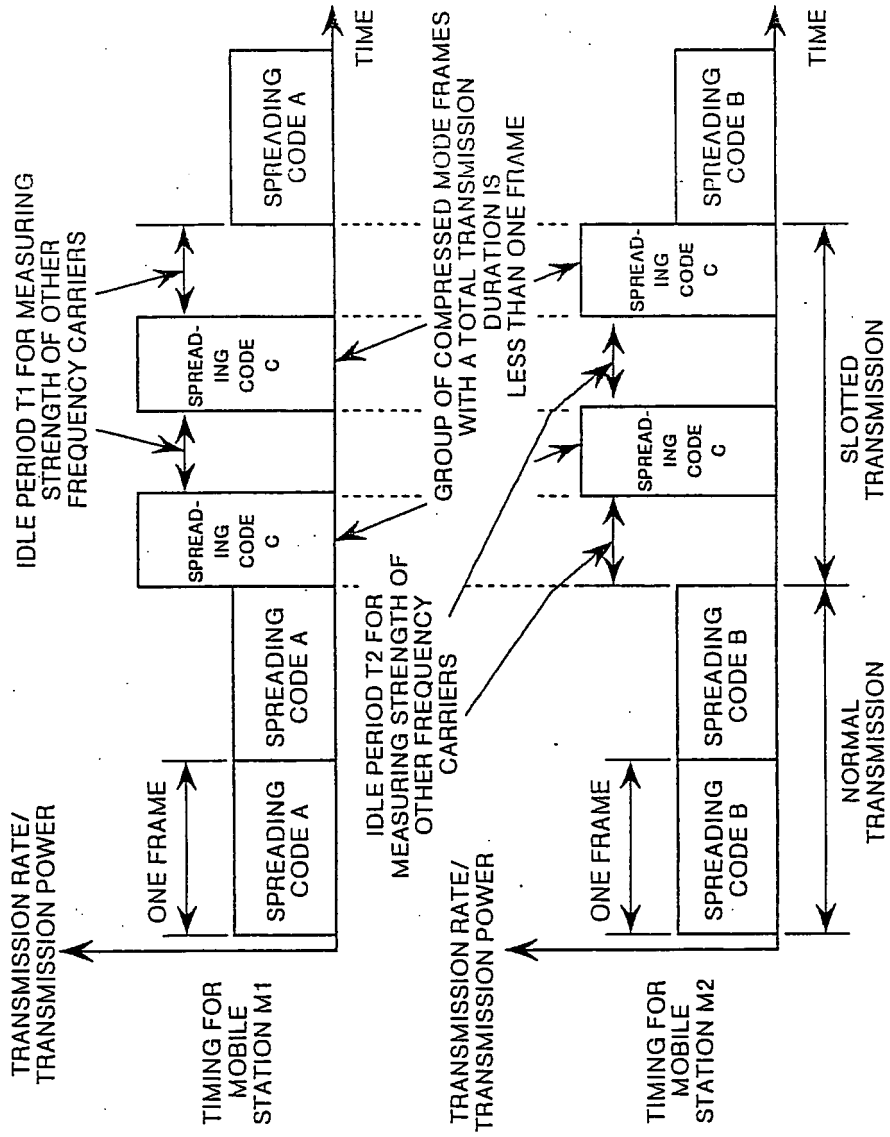 TRANSMISSION RATE/
TRANSMISSION POWER
TIMING FOR
MOBILE
STATION M1
ONE FRAME
SPREADING
CODE A
SPREADING
CODE A
SPREAD-
ING
CODE
C
SPREAD-
ING
CODE
C
SPREADING
CODE A
TIME
IDLE PERIOD T1 FOR MEASURING
STRENGTH OF OTHER
FREQUENCY CARRIERS
GROUP OF COMPRESSED MODE FRAMES
WITH A TOTAL TRANSMISSION
DURATION IS
LESS THAN ONE FRAME
IDLE PERIOD T2 FOR
MEASURING STRENGTH OF
OTHER FREQUENCY
CARRIERS
TRANSMISSION RATE/
TRANSMISSION POWER
TIMING FOR
MOBILE
STATION M2
ONE FRAME
SPREADING
CODE B
SPREADING
CODE B
SPREAD-
ING
CODE
C
SPREAD-
ING
CODE
C
SPREADING
CODE B
TIME
NORMAL
TRANSMISSION
SLOTTED
TRANSMISSION